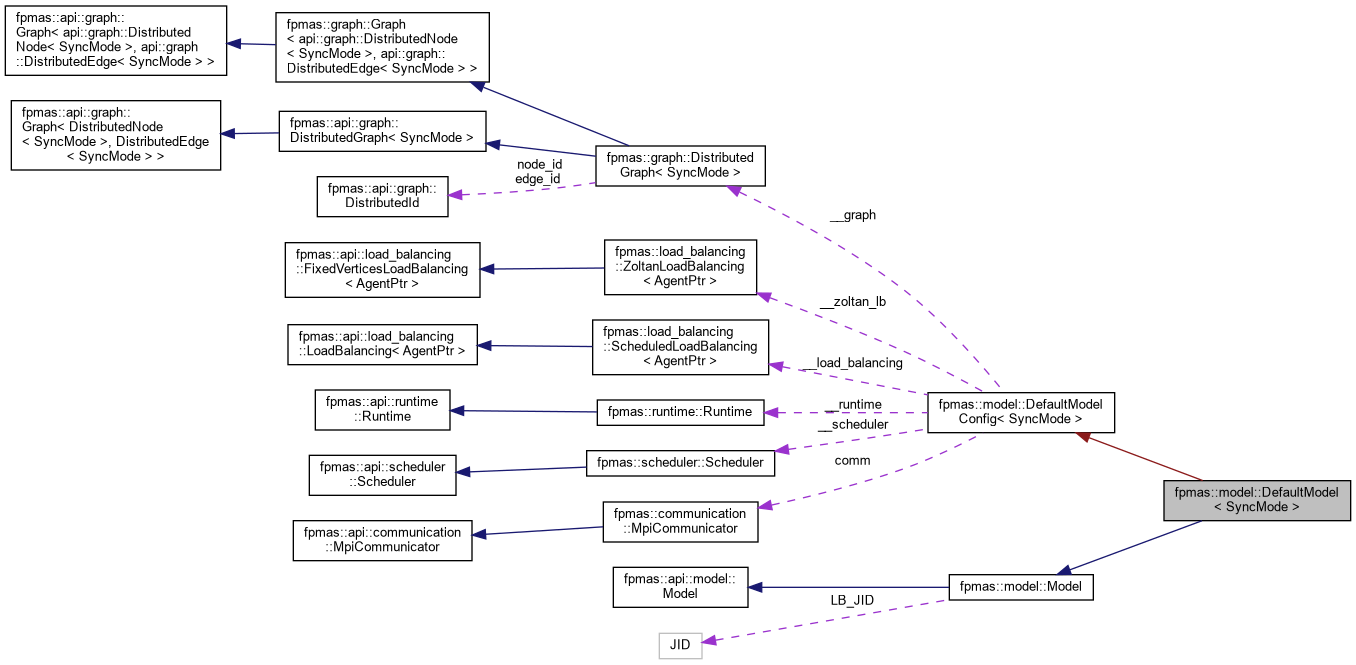 fpmas::api::graph::
Graph< api::graph::Distributed
Node< SyncMode >, api::graph
::DistributedEdge< SyncMode > >
fpmas::graph::Graph
< api::graph::DistributedNode
< SyncMode >, api::graph::
DistributedEdge< SyncMode > >
fpmas::api::graph::
Graph< DistributedNode
< SyncMode >, DistributedEdge
< SyncMode > >
fpmas::api::graph::
DistributedGraph< SyncMode >
fpmas::graph::Distributed
Graph< SyncMode >
node_id
edge_id
fpmas::api::graph::
DistributedId
__graph
fpmas::api::load_balancing
::FixedVerticesLoadBalancing
< AgentPtr >
fpmas::load_balancing
::ZoltanLoadBalancing
< AgentPtr >
__zoltan_lb
fpmas::api::load_balancing
::LoadBalancing< AgentPtr >
fpmas::load_balancing
::ScheduledLoadBalancing
< AgentPtr >
__load_balancing
fpmas::api::runtime
::Runtime
fpmas::runtime::Runtime
__runtime
fpmas::model::DefaultModel
Config< SyncMode >
__scheduler
fpmas::api::scheduler
::Scheduler
fpmas::scheduler::Scheduler
comm
fpmas::model::DefaultModel
< SyncMode >
fpmas::api::communication
::MpiCommunicator
fpmas::communication
::MpiCommunicator
fpmas::api::model::
Model
fpmas::model::Model
LB_JID
JID